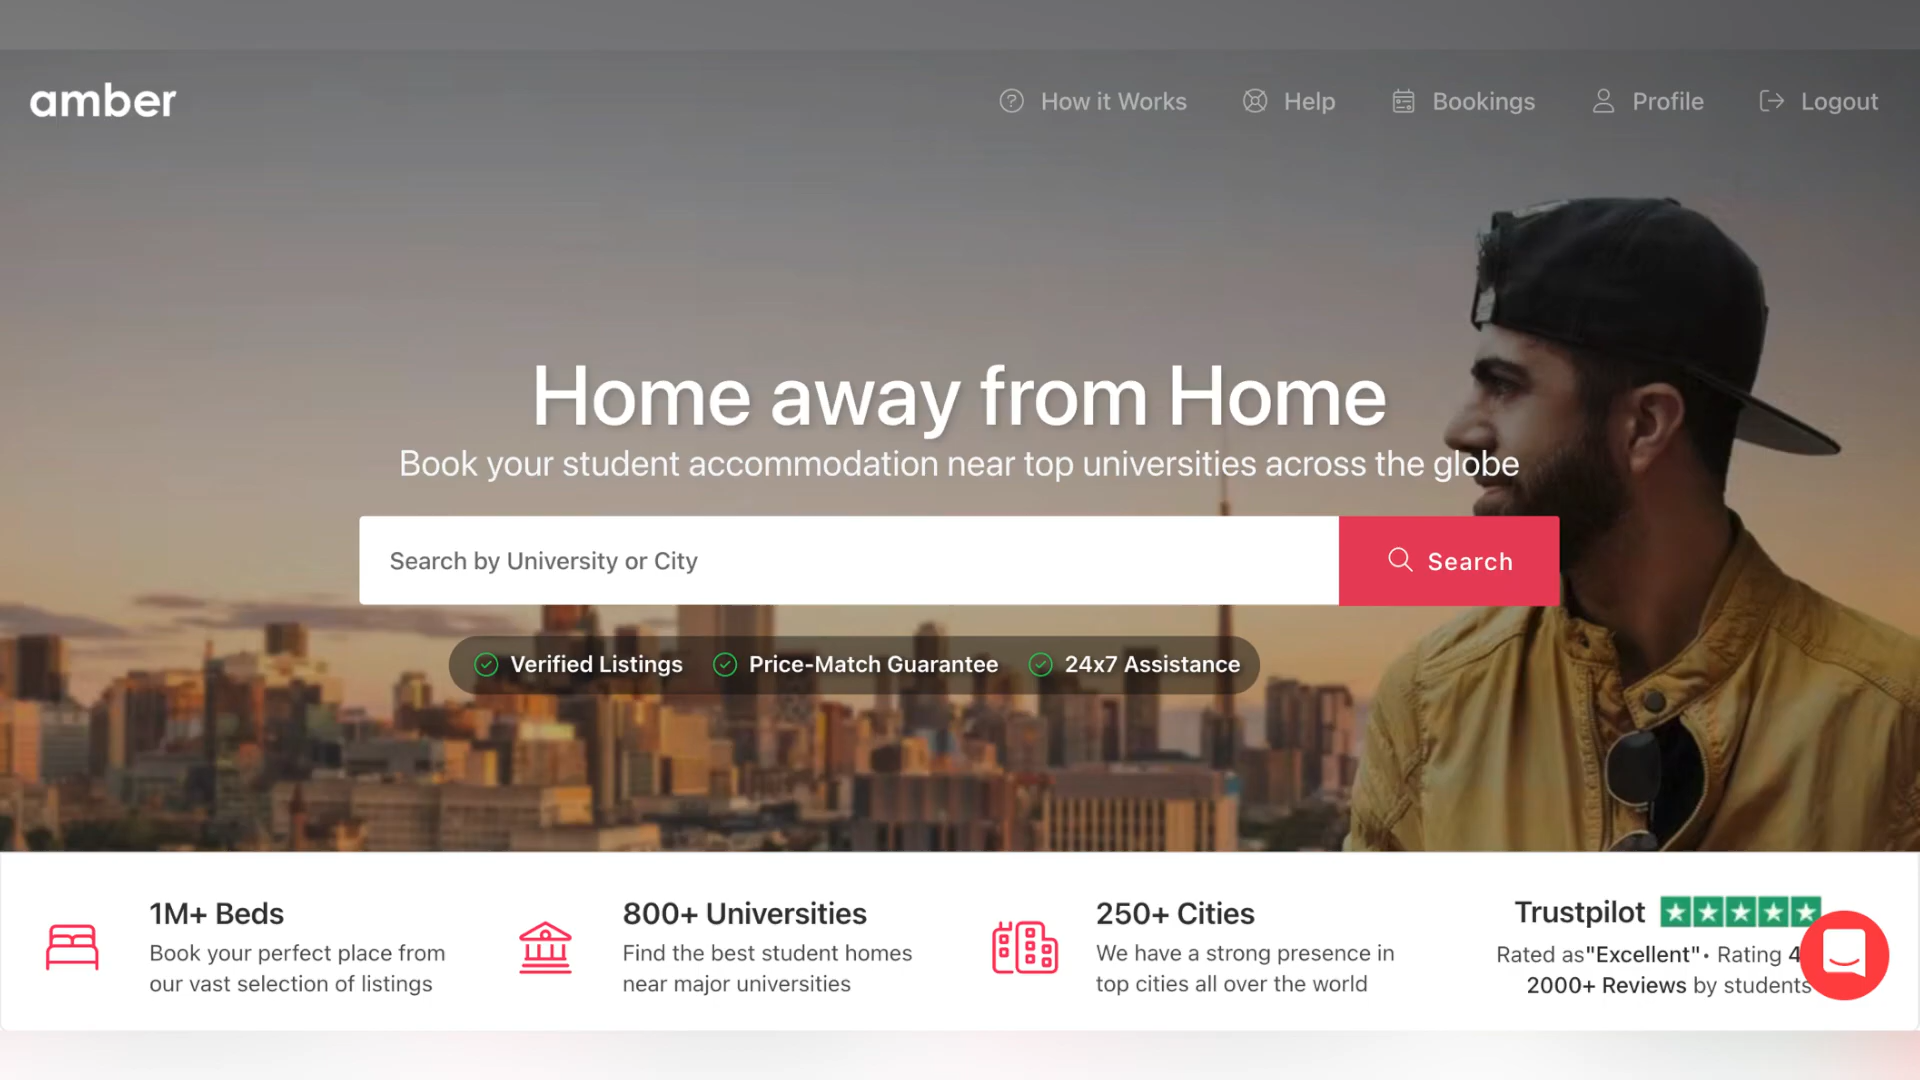 amber
How it Works
Help
Bookings
Profile
Logout
Home away from Home
Book your student accommodation near top universities across the globe
Search by University or City
Search
Verified Listings
Price-Match Guarantee
24x7 Assistance
1M+ Beds
Book your perfect place from
our vast selection of listings
800+ Universities
Find the best student homes
near major universities
250+ Cities
We have a strong presence in
top cities all over the world
Trustpilot
Rated as"Excellent"• Rating 4
2000+ Reviews by students